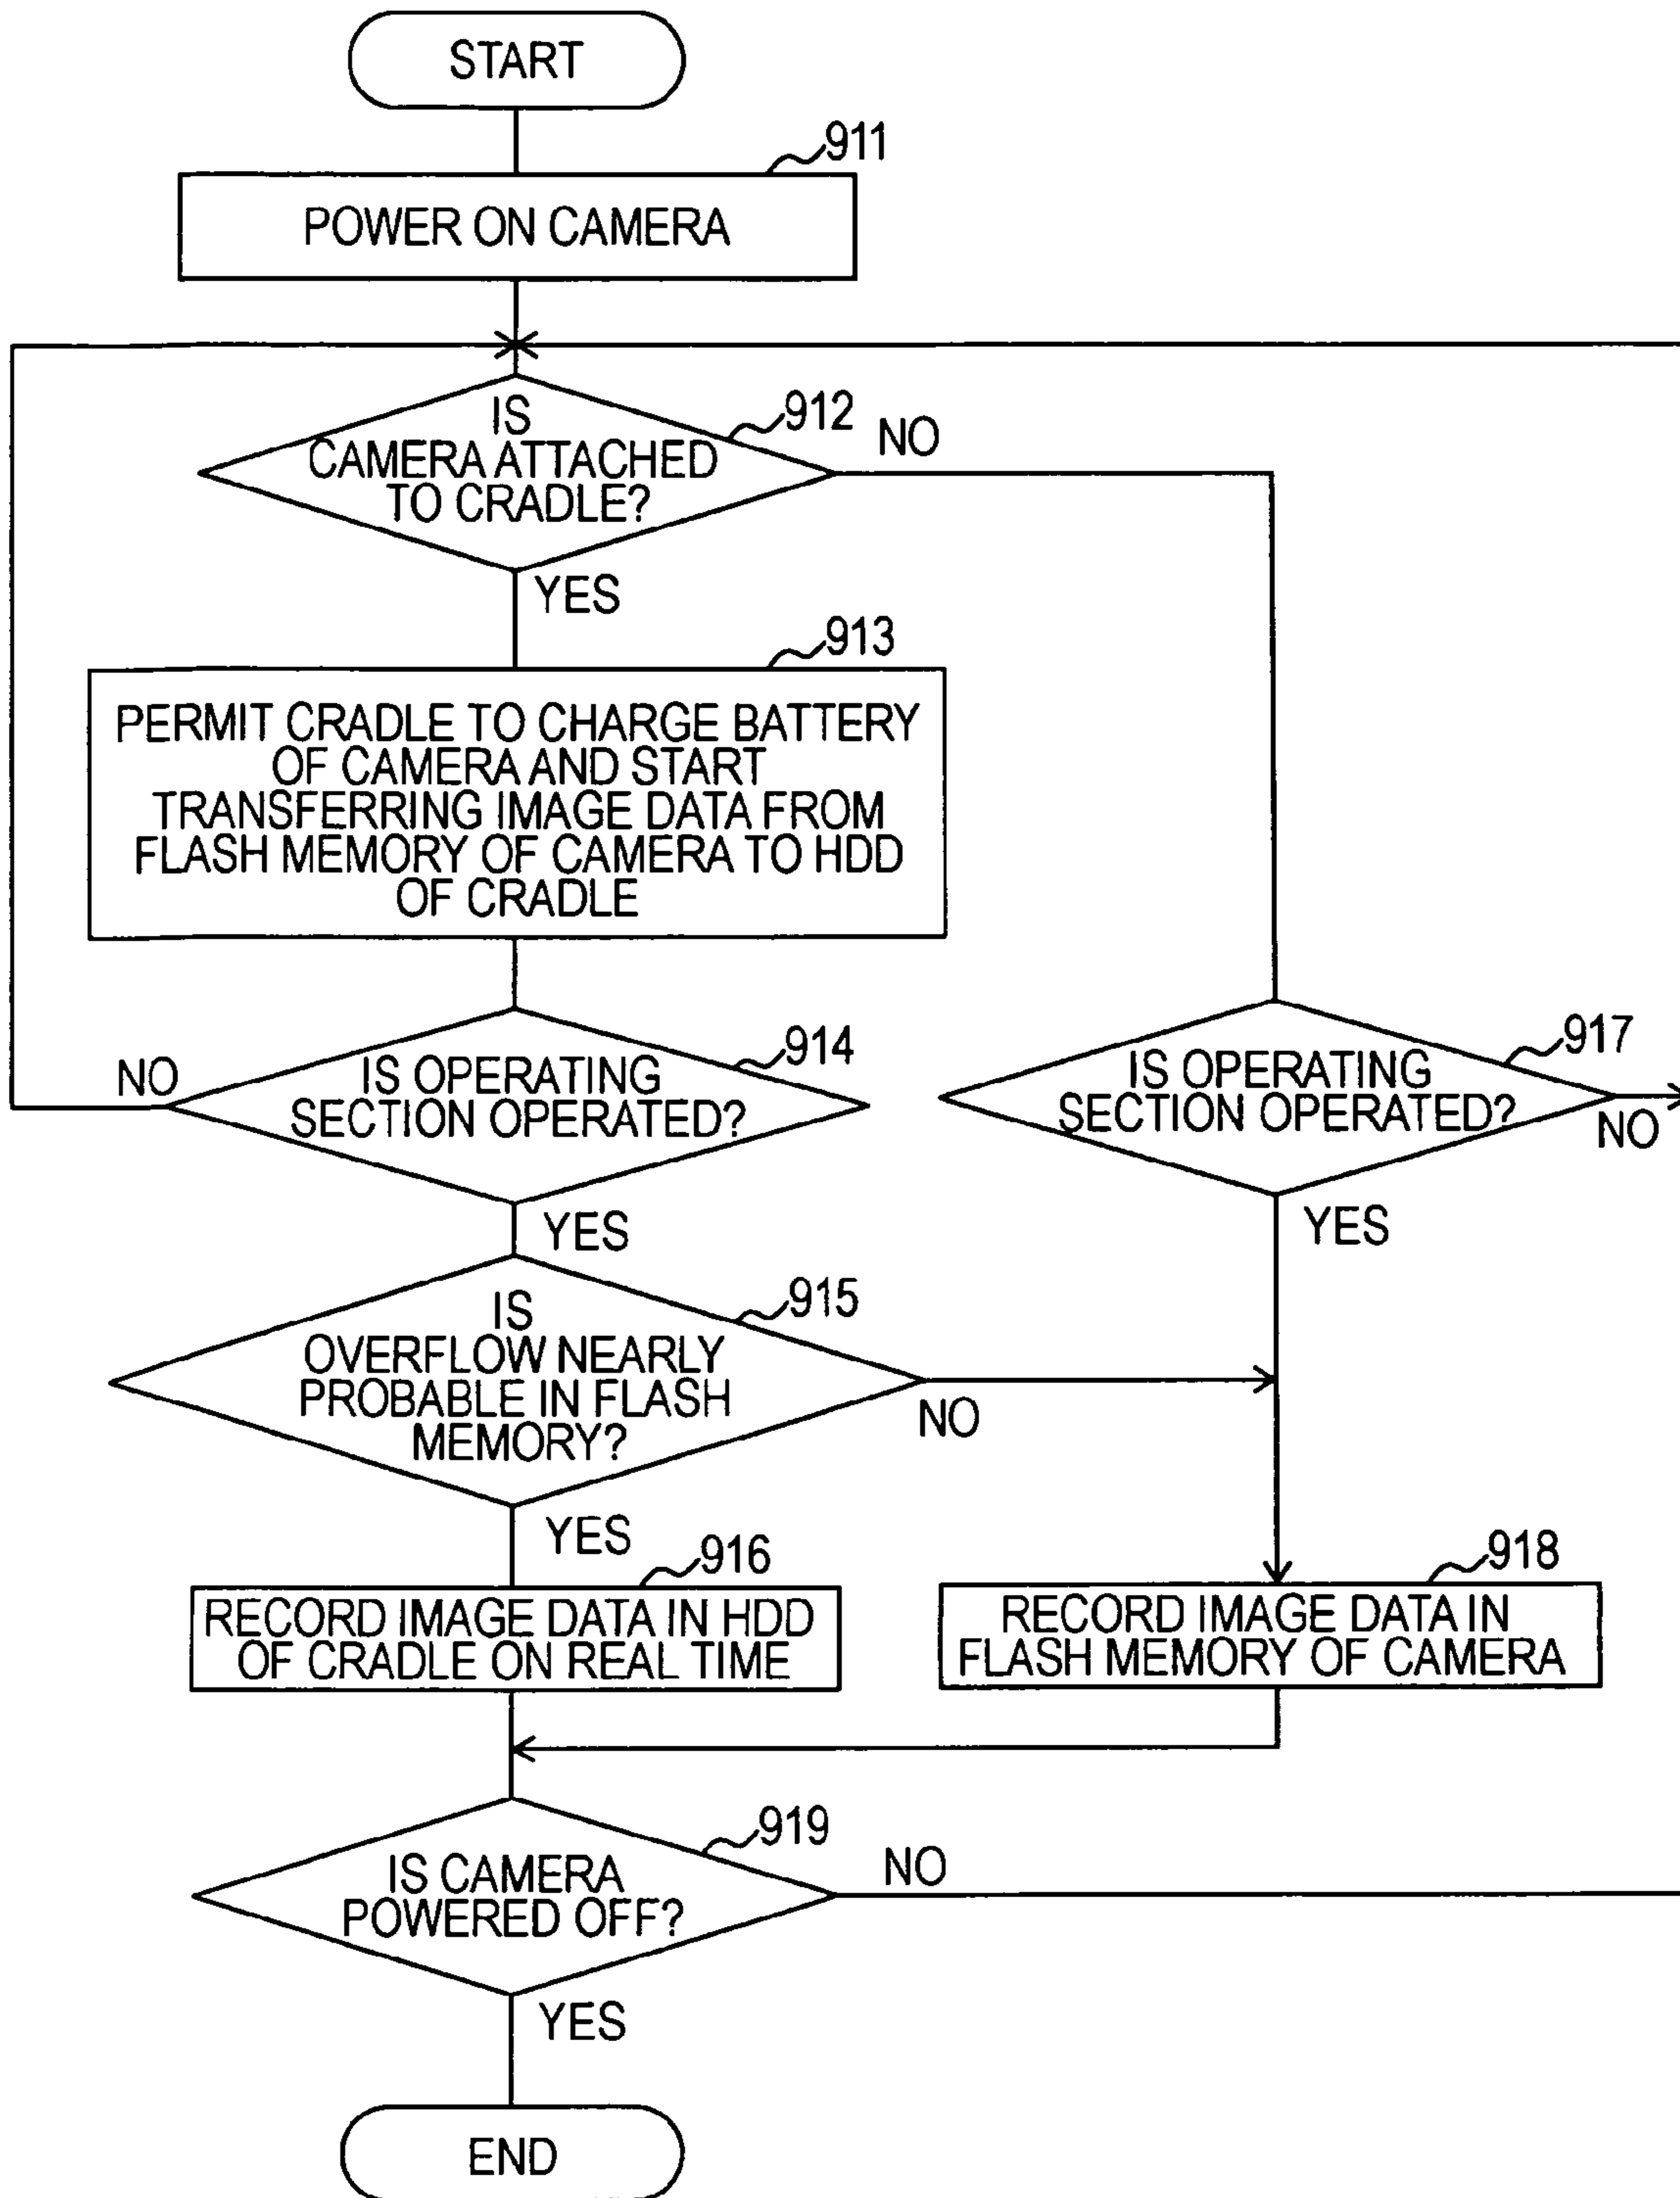 START
911
POWER ON CAMERA
912
IS
CAMERA ATTACHED
TO CRADLE?
NO
YES
913
PERMIT CRADLE TO CHARGE BATTERY
OF CAMERA AND START
TRANSFERRING IMAGE DATA FROM
FLASH MEMORY OF CAMERA TO HDD
OF CRADLE
914
IS OPERATING
SECTION OPERATED?
NO
YES
917
IS OPERATING
SECTION OPERATED?
NO
YES
915
IS
OVERFLOW NEARLY
PROBABLE IN FLASH
MEMORY?
NO
YES
916
RECORD IMAGE DATA IN HDD
OF CRADLE ON REAL TIME
918
RECORD IMAGE DATA IN
FLASH MEMORY OF CAMERA
919
IS CAMERA
POWERED OFF?
NO
YES
END